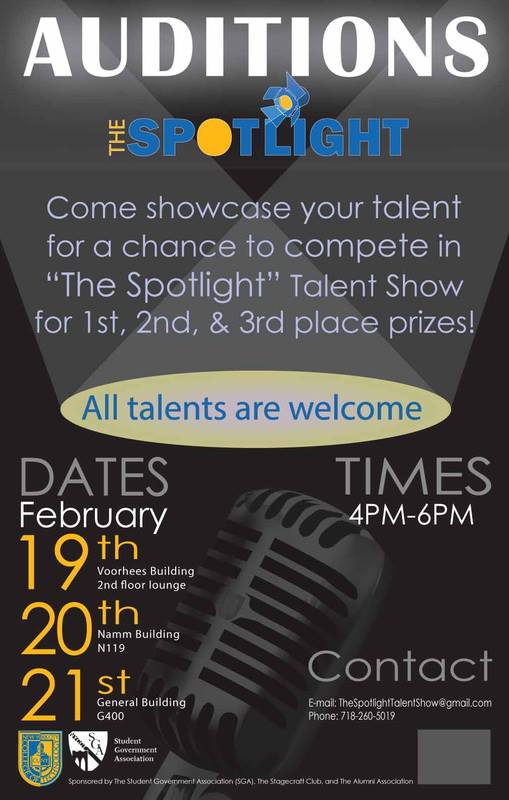 AUDITIONS
THE SPOTLIGHT
Come showcase your talent
for a chance to compete in
“The Spotlight” Talent Show
for 1st, 2nd, & 3rd place prizes!
All talents are welcome
DATES
February
19th
Voorhees Building
2nd floor lounge
20th
Namm Building
N119
21st
General Building
G400
TIMES
4PM-6PM
Contact
E-mail: TheSpotlightTalentShow@gmail.com
Phone: 718-260-5019
SGA
Student
Government
Association
Sponsored by The Student Government Association (SGA), The Stagecraft Club, and The Alumni Association